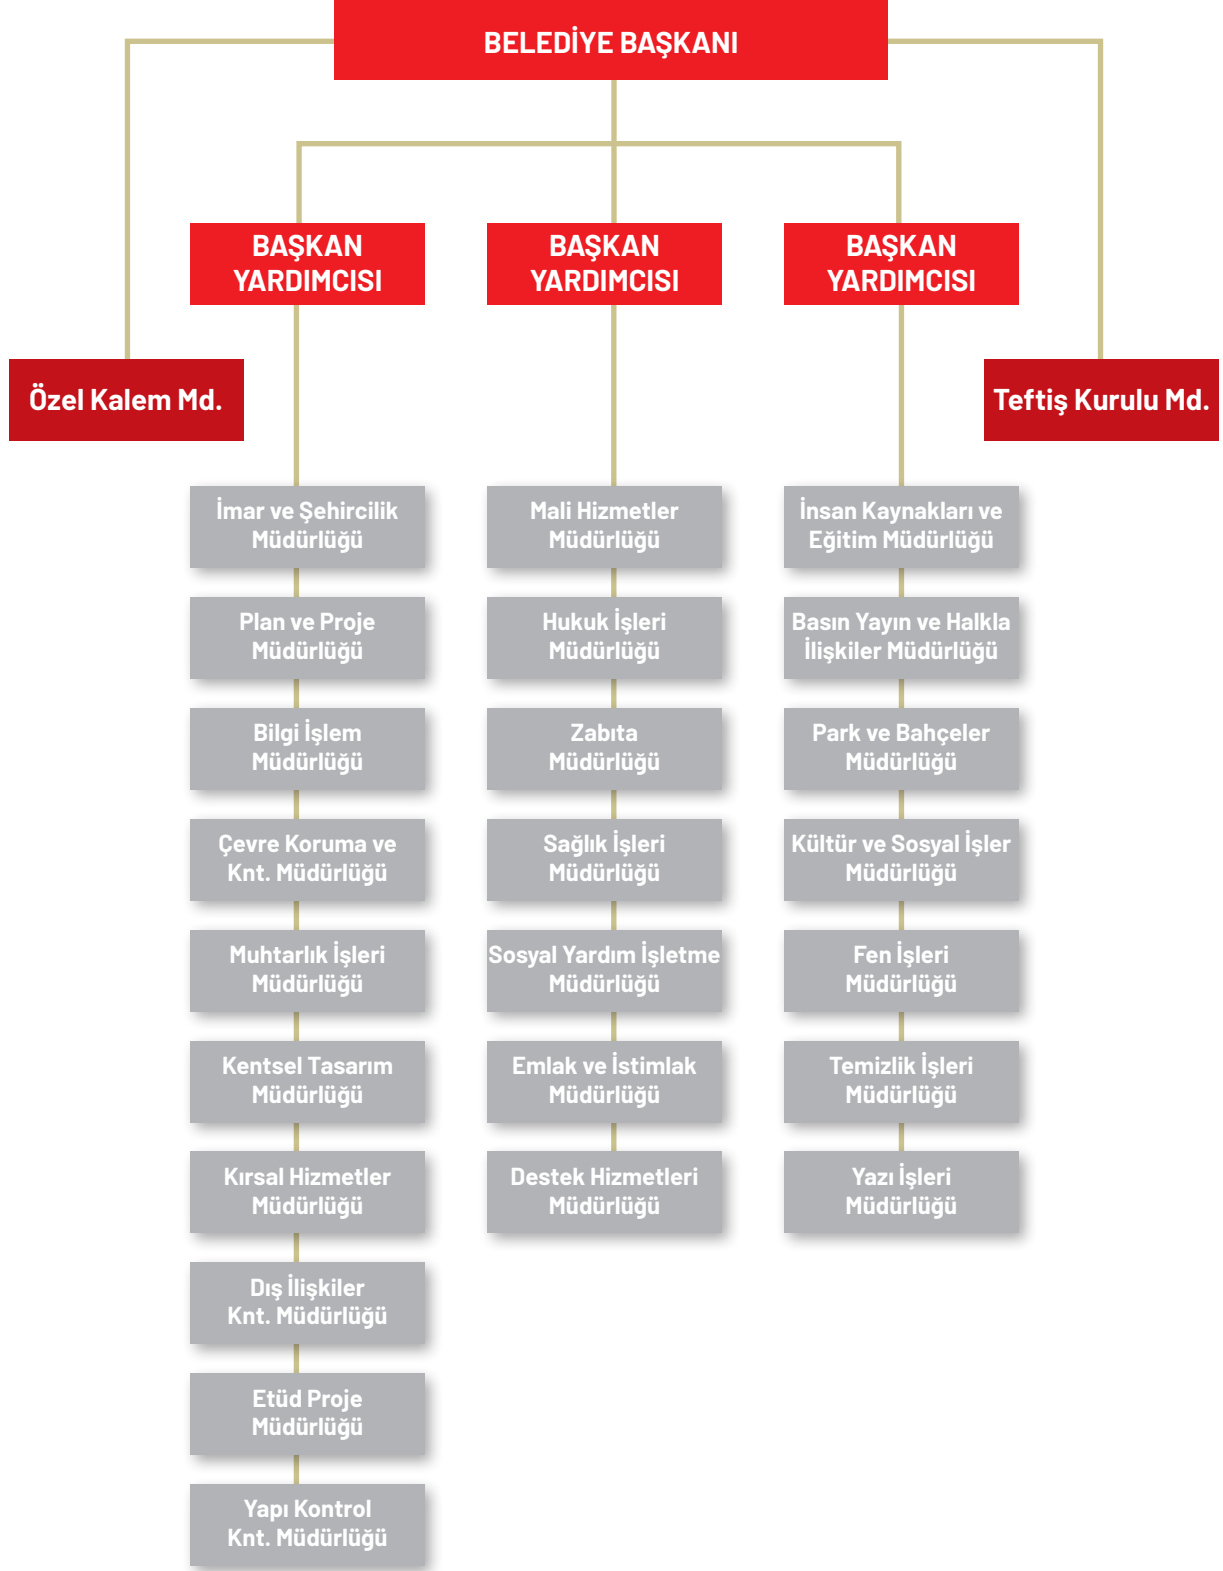 BELEDİYE BAŞKANI
BAŞKAN
YARDIMCISI
BAŞKAN
YARDIMCISI
BAŞKAN
YARDIMCISI
Özel Kalem Md.
Teftiş Kurulu Md.
İmar ve Şehircilik
Müdürlüğü
Plan ve Proje
Müdürlüğü
Bilgi İşlem
Müdürlüğü
Çevre Koruma ve
Knt. Müdürlüğü
Muhtarlık İşleri
Müdürlüğü
Kentsel Tasarım
Müdürlüğü
Kırsal Hizmetler
Müdürlüğü
Dış İlişkiler
Knt. Müdürlüğü
Etüd Proje
Müdürlüğü
Yapı Kontrol
Knt. Müdürlüğü
Mali Hizmetler
Müdürlüğü
Hukuk İşleri
Müdürlüğü
Zabıta
Müdürlüğü
Sağlık İşleri
Müdürlüğü
Sosyal Yardım İşletme
Müdürlüğü
Emlak ve İstimlak
Müdürlüğü
Destek Hizmetleri
Müdürlüğü
İnsan Kaynakları ve
Eğitim Müdürlüğü
Basın Yayın ve Halkla
İlişkiler Müdürlüğü
Park ve Bahçeler
Müdürlüğü
Kültür ve Sosyal İşler
Müdürlüğü
Fen İşleri
Müdürlüğü
Temizlik İşleri
Müdürlüğü
Yazı İşleri
Müdürlüğü